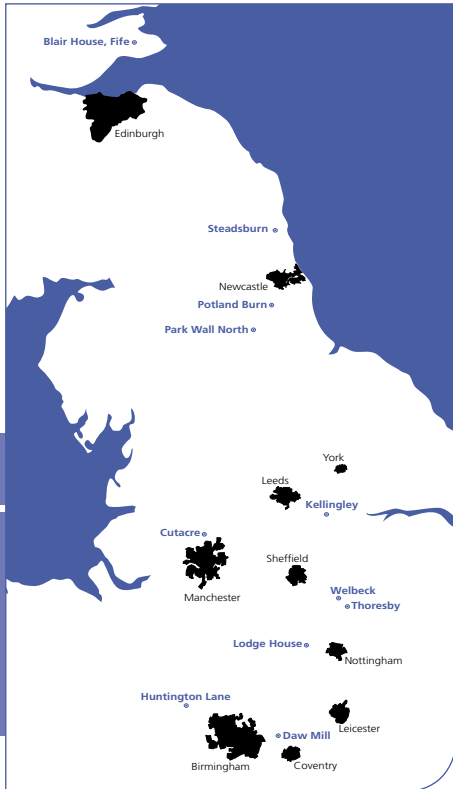 Blair House, Fife
Edinburgh
Steadsburn
Newcastle
Potland Burn
Park Wall North
York
Leeds
Kellingley
Cutacre
Sheffield
Manchester
Welbeck
Thoresby
Lodge House
Nottingham
Huntington Lane
Leicester
Daw Mill
Birmingham
Coventry